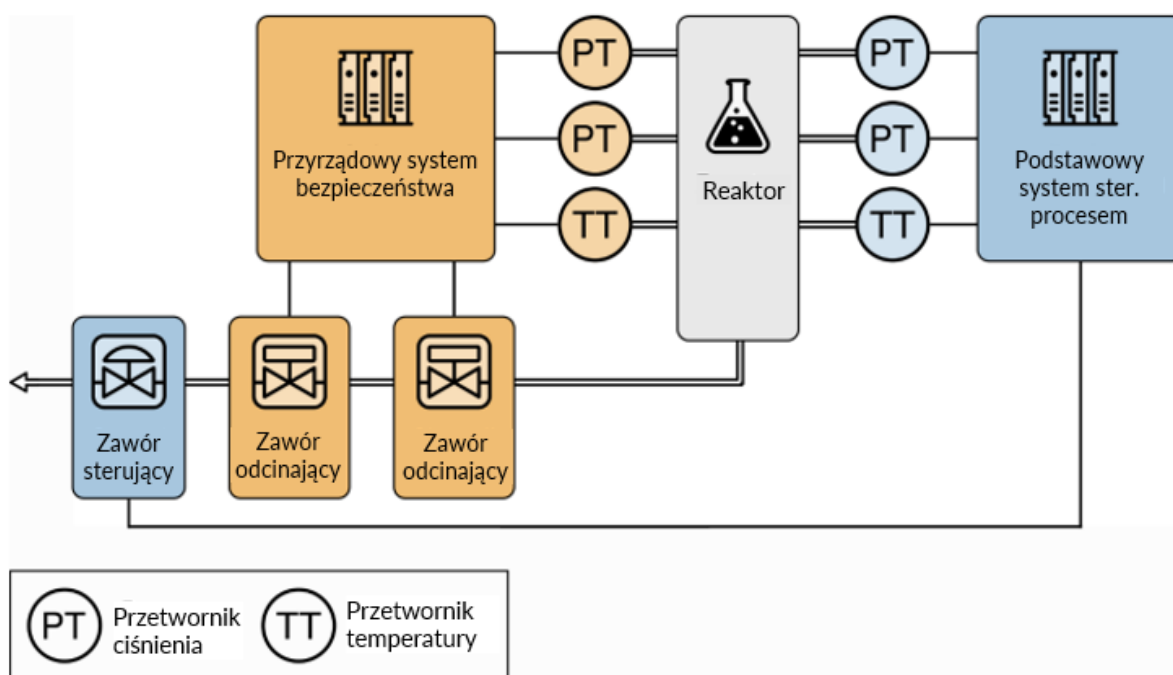 PT
PT
TT
PT
PT
TT
Przyrządowy system
bezpieczeństwa
Reaktor
Podstawowy
system ster.
procesem
Zawór
sterujący
Zawór
odcinający
Zawór
odcinający
PT
Przetwornik
ciśnienia
TT
Przetwornik
temperatury